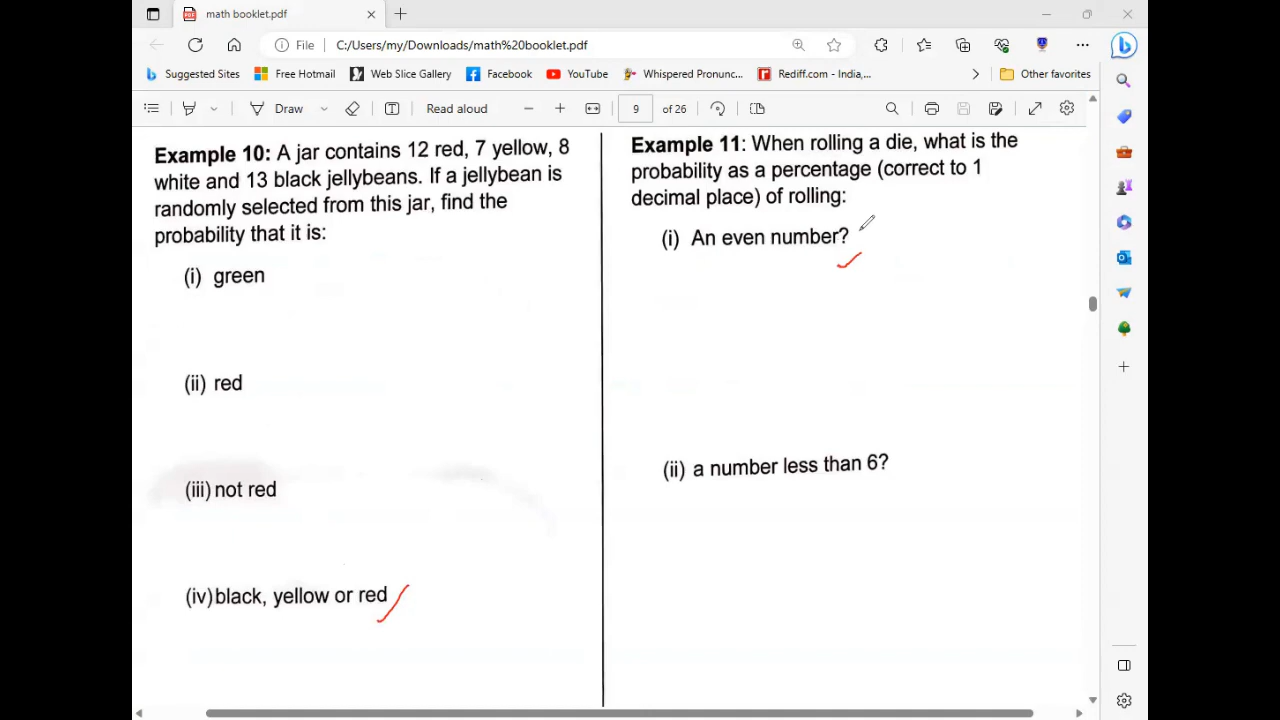 math booklet.pdf
File
C:/Users/my/Downloads/math%20booklet.pdf
Suggested Sites
Free Hotmail
Web Slice Gallery
Facebook
YouTube
Whispered Pronunc...
Rediff.com - India,...
Other favorites
Draw
Read aloud
9 of 26
Example 10: A jar contains 12 red, 7 yellow, 8
white and 13 black jellybeans. If a jellybean is
randomly selected from this jar, find the
probability that it is:
(i) green
(ii) red
(iii) not red
(iv) black, yellow or red
Example 11: When rolling a die, what is the
probability as a percentage (correct to 1
decimal place) of rolling:
(i) An even number?
(ii) a number less than 6?